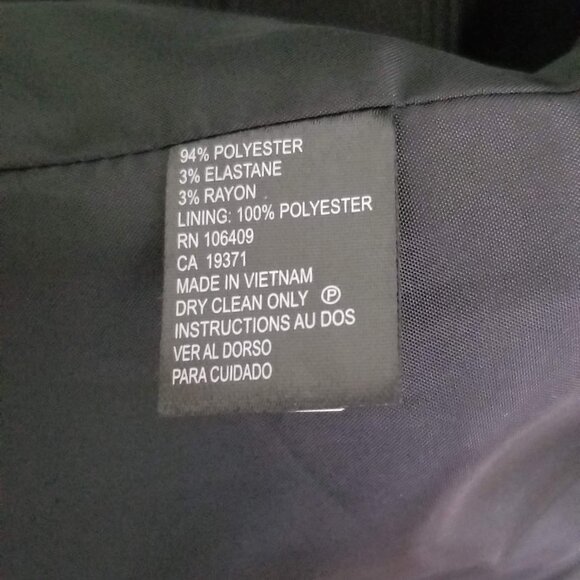 94% POLYESTER
3% ELASTANE
3% RAYON
LINING: 100% POLYESTER
RN 106409
CA 19371
MADE IN VIETNAM
DRY CLEAN ONLY Ⓟ
INSTRUCTIONS AU DOS
VER AL DORSO
PARA CUIDADO